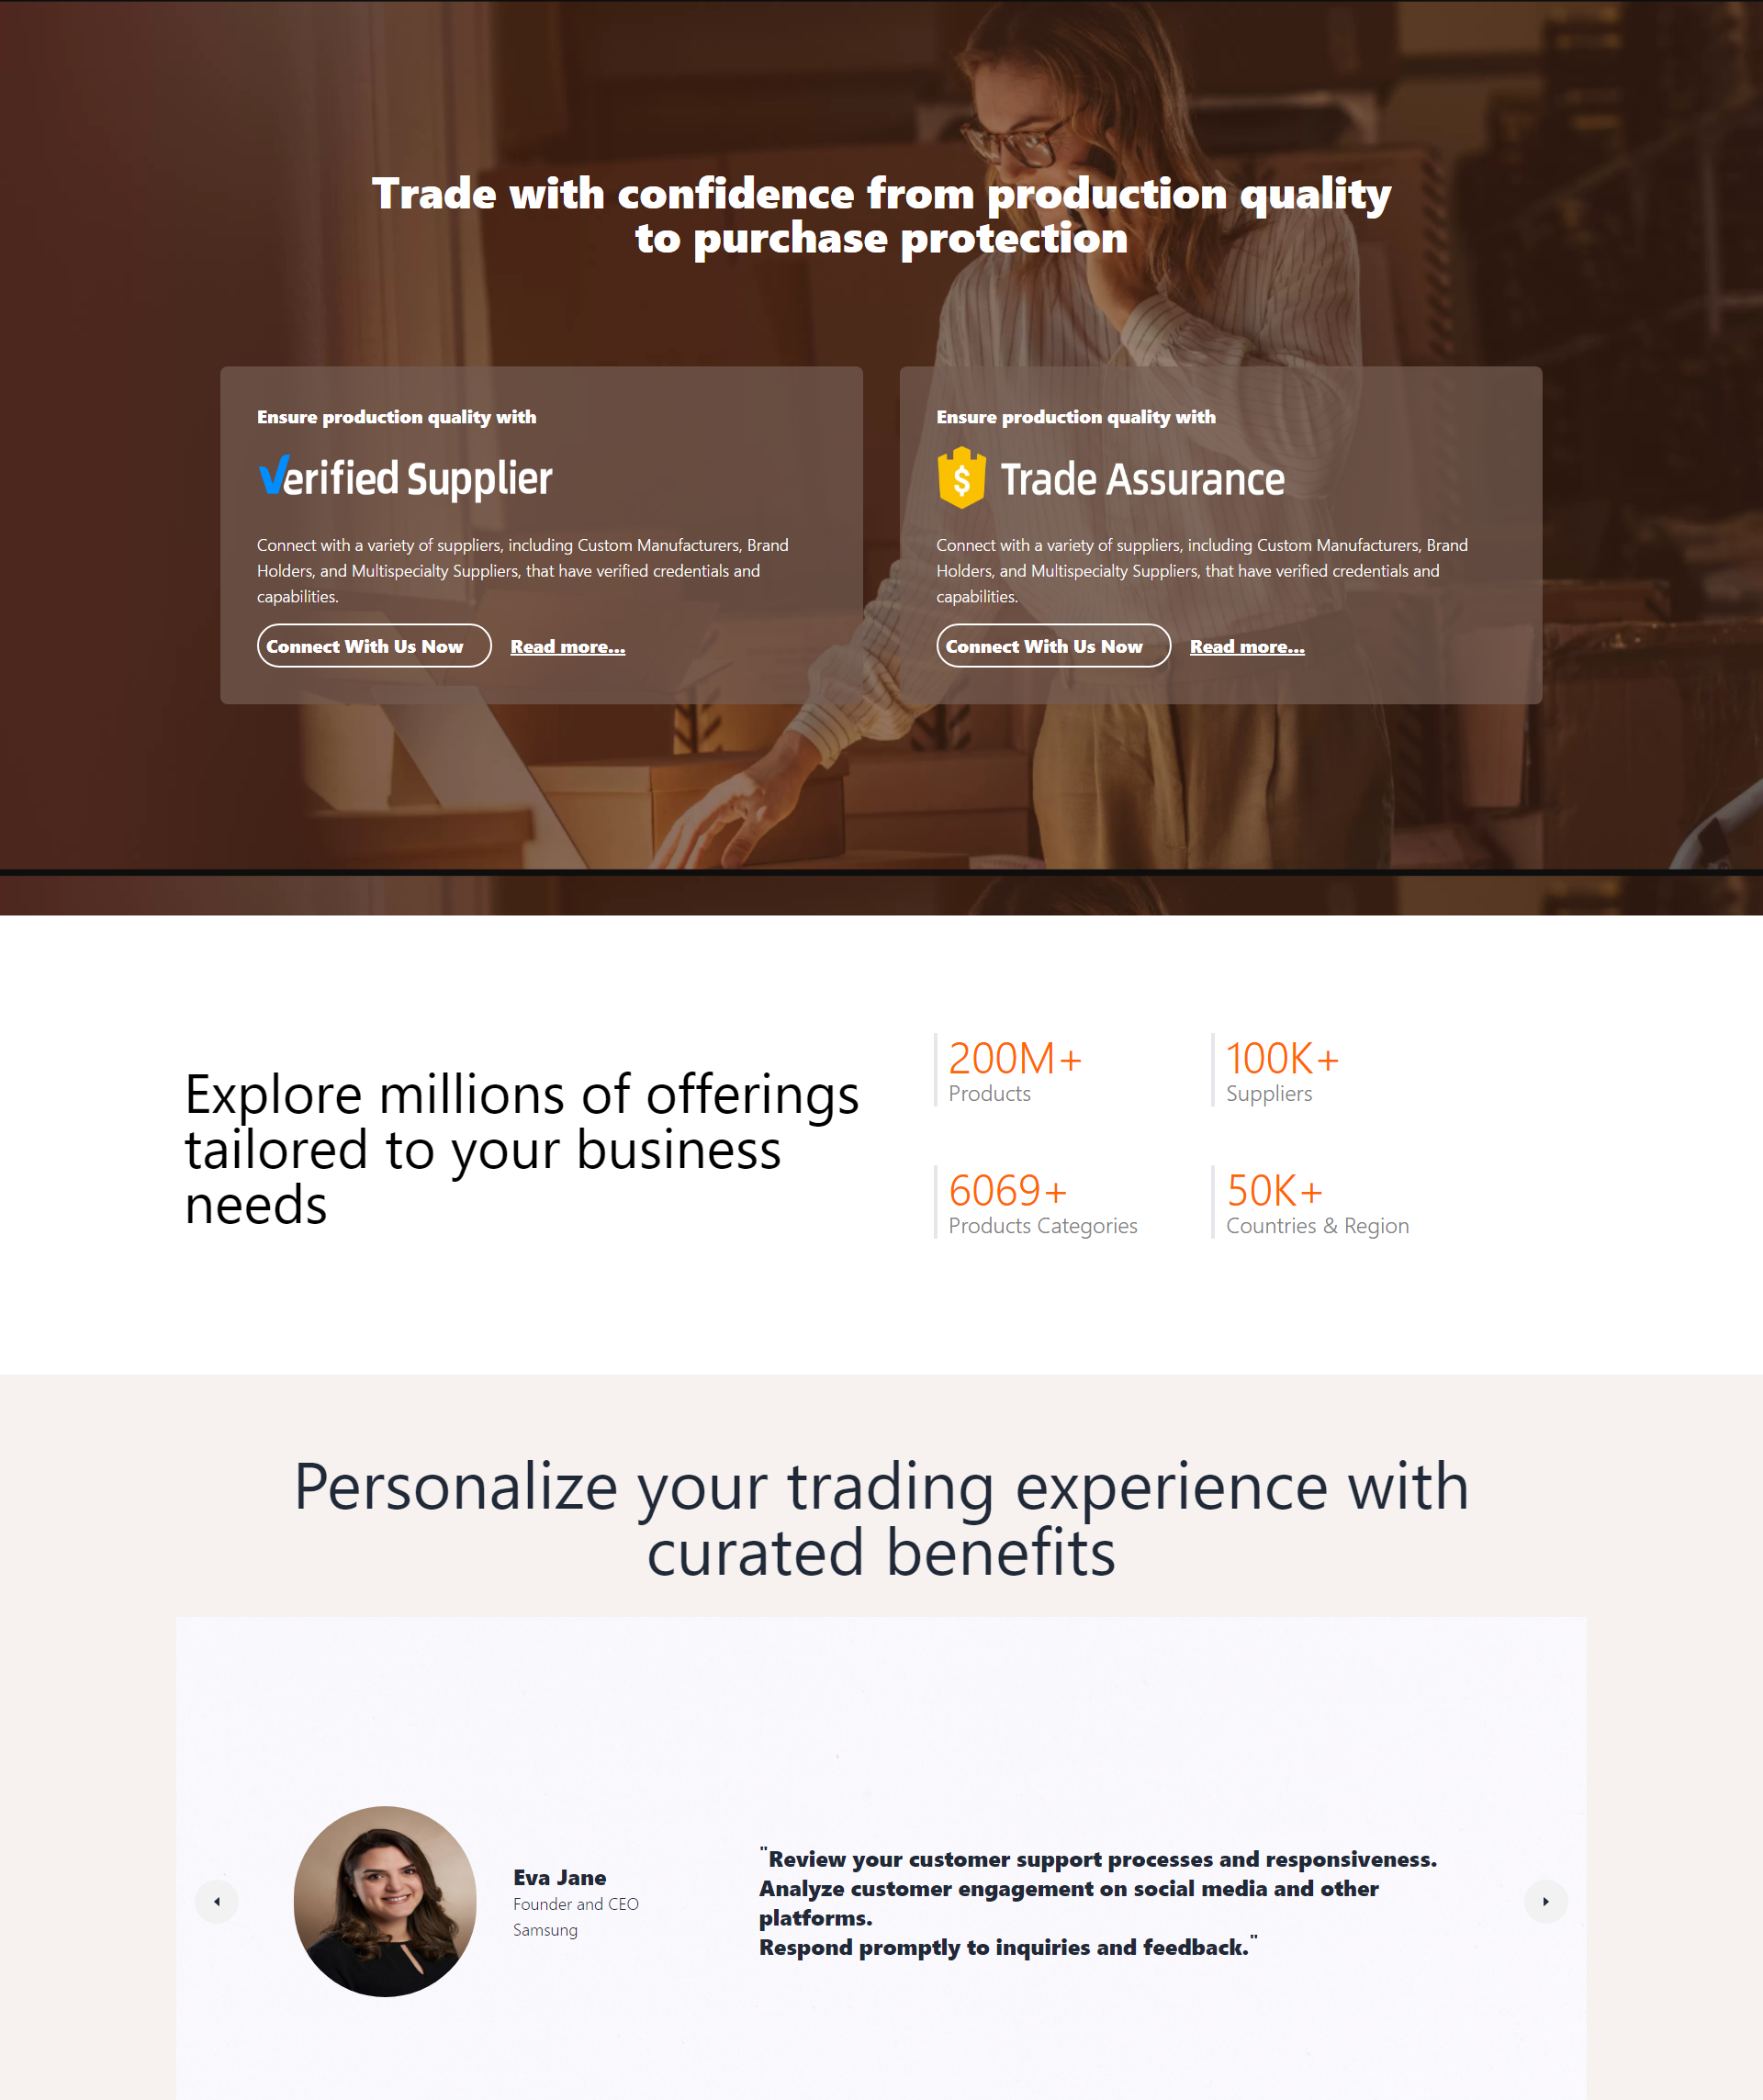 Trade with confidence from production quality
to purchase protection
Ensure production quality with
Verified Supplier
Connect with a variety of suppliers, including Custom Manufacturers, Brand
Holders, and Multispecialty Suppliers, that have verified credentials and
capabilities.
Connect With Us Now
Read more...
Ensure production quality with
$ Trade Assurance
Connect with a variety of suppliers, including Custom Manufacturers, Brand
Holders, and Multispecialty Suppliers, that have verified credentials and
capabilities.
Connect With Us Now
Read more...
Explore millions of offerings
tailored to your business
needs
200M+
Products
100K+
Suppliers
6069+
Products Categories
50K+
Countries & Region
Personalize your trading experience with
curated benefits
Eva Jane
Founder and CEO
Samsung
"Review your customer support processes and responsiveness.
Analyze customer engagement on social media and other
platforms.
Respond promptly to inquiries and feedback."